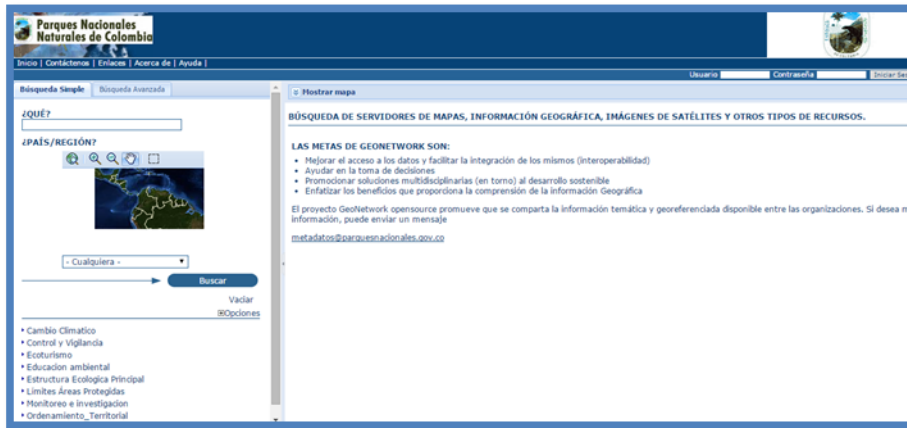 Parques Nacionales
Naturales de Colombia
Inicio | Contáctenos | Enlaces | Acerca de | Ayuda |
Usuario Contraseña Iniciar Ses
Búsqueda Simple Búsqueda Avanzada
Mostrar mapa
¿QUÉ?
¿PAÍS/REGIÓN?
- Cualquiera -
Buscar
Vaciar
Opciones
Cambio Climatico
Control y Vigilancia
Ecoturismo
Educacion ambiental
Estructura Ecologica Principal
Limites Áreas Protegidas
Monitoreo e investigacion
Ordenamiento_Territorial
BÚSQUEDA DE SERVIDORES DE MAPAS, INFORMACIÓN GEOGRÁFICA, IMÁGENES DE SATÉLITES Y OTROS TIPOS DE RECURSOS.
LAS METAS DE GEONETWORK SON:
• Mejorar el acceso a los datos y facilitar la integración de los mismos (interoperabilidad)
• Ayudar en la toma de decisiones
• Promocionar soluciones multidisciplinarias (en torno) al desarrollo sostenible
• Enfatizar los beneficios que proporciona la comprensión de la información Geográfica
El proyecto GeoNetwork opensource promueve que se comparta la información temática y georeferenciada disponible entre las organizaciones. Si desea m
información, puede enviar un mensaje
metadatos@parquesnacionales.gov.co